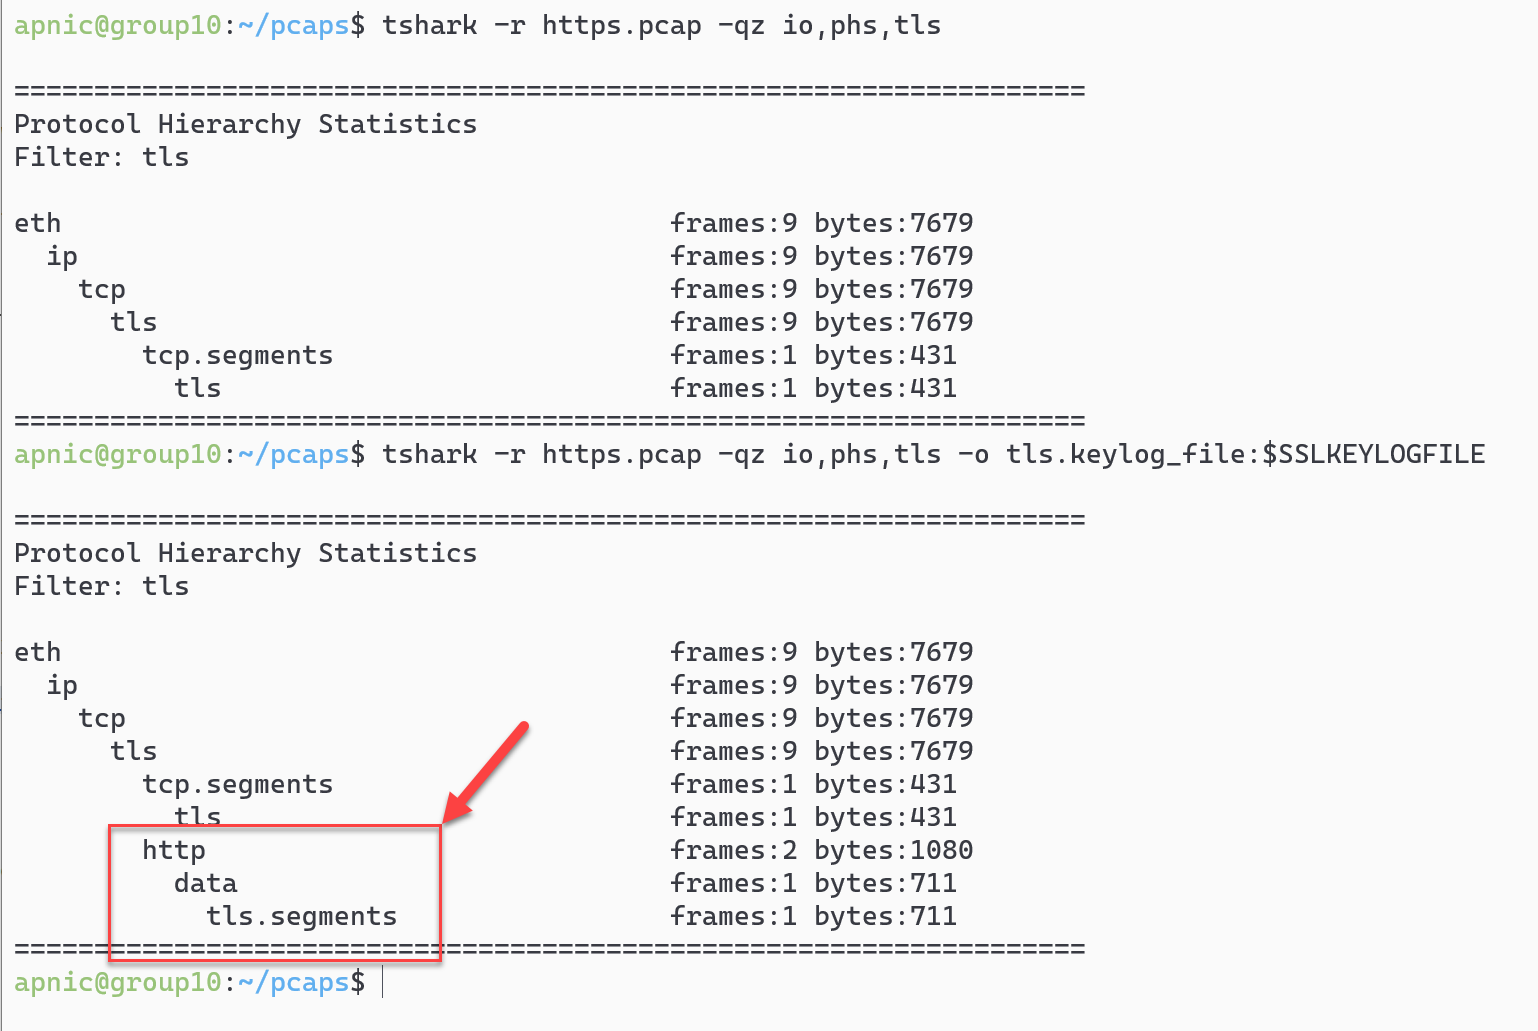 apnic@group10:~/pcaps$ tshark -r https.pcap -qz io,phs,tls
===================================================================
Protocol Hierarchy Statistics
Filter: tls
eth frames:9 bytes:7679
ip frames:9 bytes:7679
tcp frames:9 bytes:7679
tls frames:9 bytes:7679
tcp.segments frames:1 bytes:431
tls frames:1 bytes:431
===================================================================
apnic@group10:~/pcaps$ tshark -r https.pcap -qz io,phs,tls -o tls.keylog_file:$SSLKEYLOGFILE
===================================================================
Protocol Hierarchy Statistics
Filter: tls
eth frames:9 bytes:7679
ip frames:9 bytes:7679
tcp frames:9 bytes:7679
tls frames:9 bytes:7679
tcp.segments frames:1 bytes:431
tls frames:1 bytes:431
http frames:2 bytes:1080
data frames:1 bytes:711
tls.segments frames:1 bytes:711
===================================================================
apnic@group10:~/pcaps$